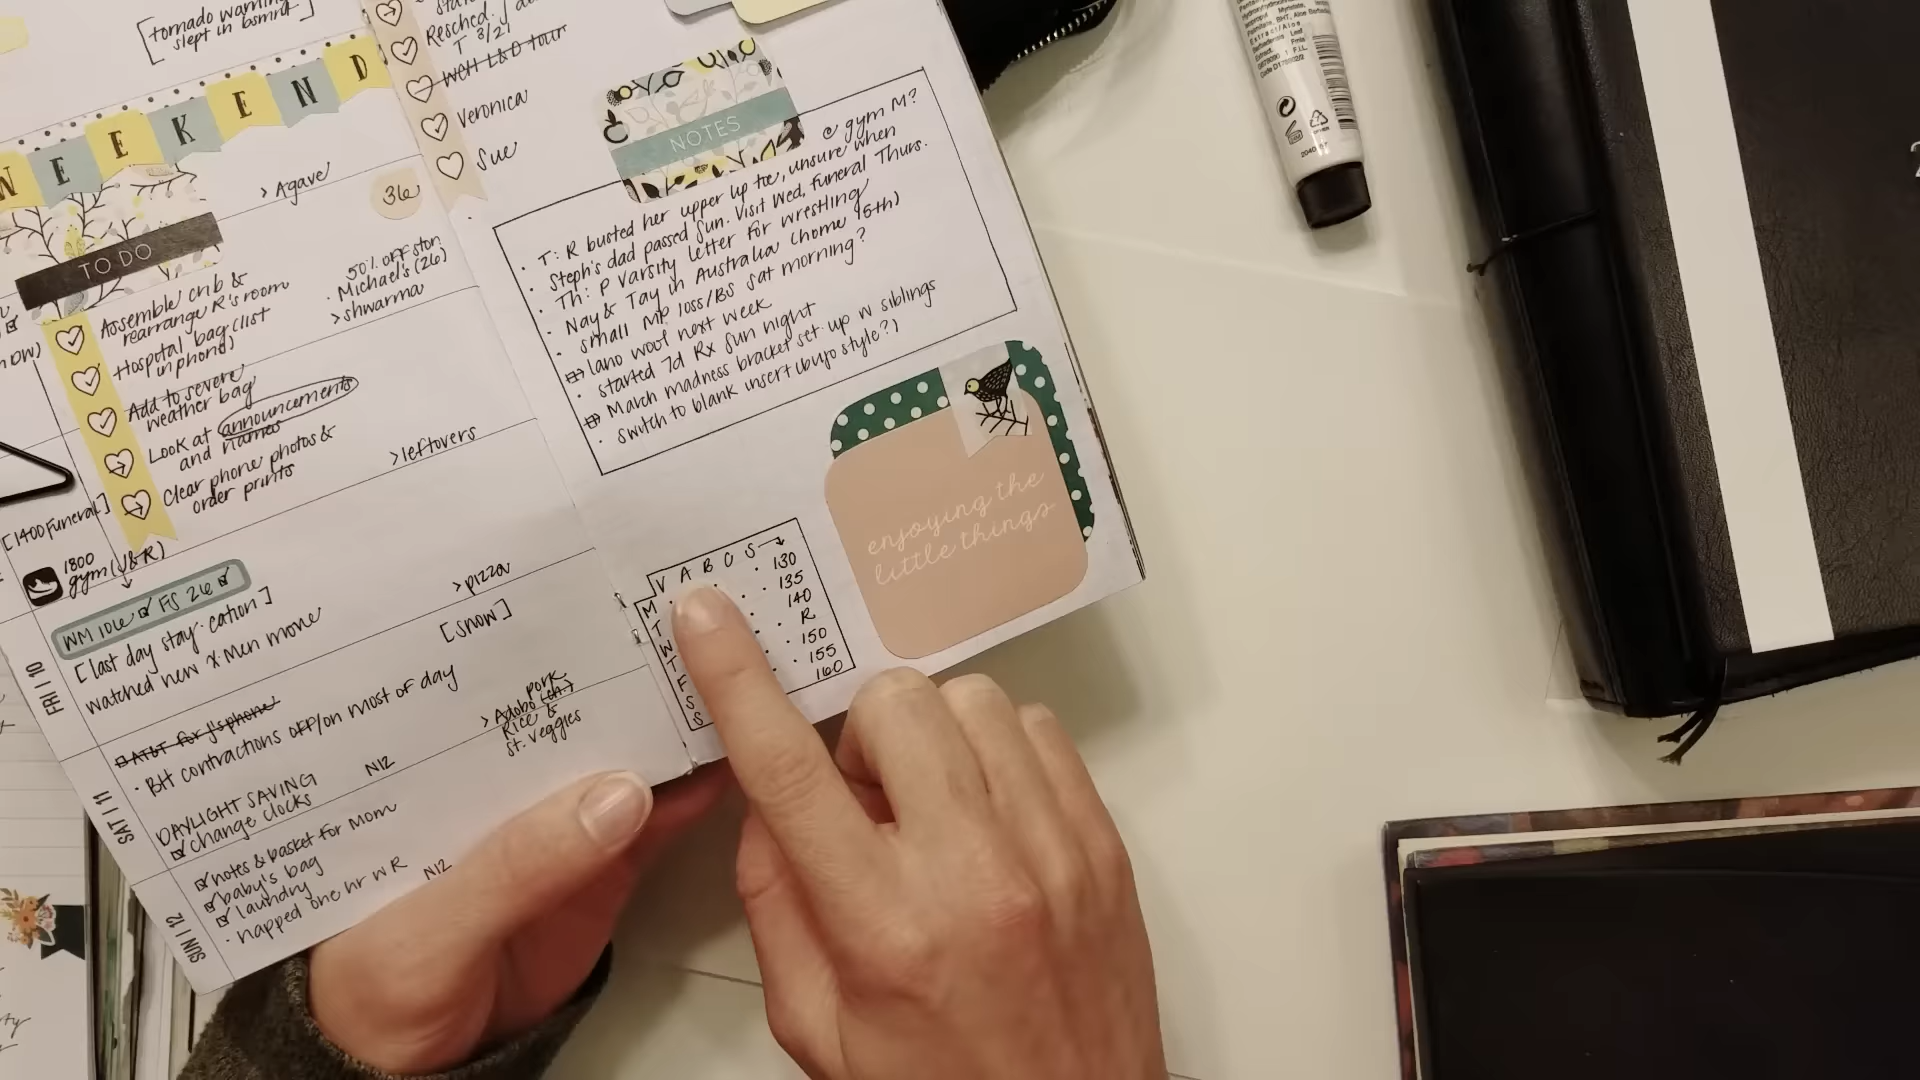 [tornado warning
slept in bsmnt]
WEEKEND
> Agave
36
TO DO
Assemble crib &
rearrange R's room
Hospital bag (list
in phone)
Add to severe
weather bag
Look at announcements
and names
Clear phone photos &
order prints
50% OFF
Michael's (26)
> shwarma
> leftovers
[1400 Funeral]
1800
gym (J&R)
FRI | 10
WM 10LE FS 26
[last day stay-cation]
watched new X-Men movie
> pizza
[snow]
SAT | 11
AT&T for J's phone
· BH contractions off/on most of day
> Adobo pork
Rice &
st. veggies
DAYLIGHT SAVING
change clocks
N12
SUN | 12
notes & basket for Mom
baby's bag
laundry
· napped one hr w R
N12
Resched.
T 3/21
WCH L&D tour
Veronica
Sue
NOTES
· T: R busted her upper up toe, unsure when @ gym M?
· Steph's dad passed Sun. Visit Wed, funeral Thurs.
· Th: P varsity letter for wrestling
· Nay & Tay in Australia (home 15th)
· small MP loss/BS Sat morning?
lano wool next week
· started 7d Rx Sun night
March madness bracket set-up w siblings
· switch to blank insert (bujo style?)
enjoying the
little things
V A B C S
M 130
T 135
W 140
T R
F 150
S 155
S 160